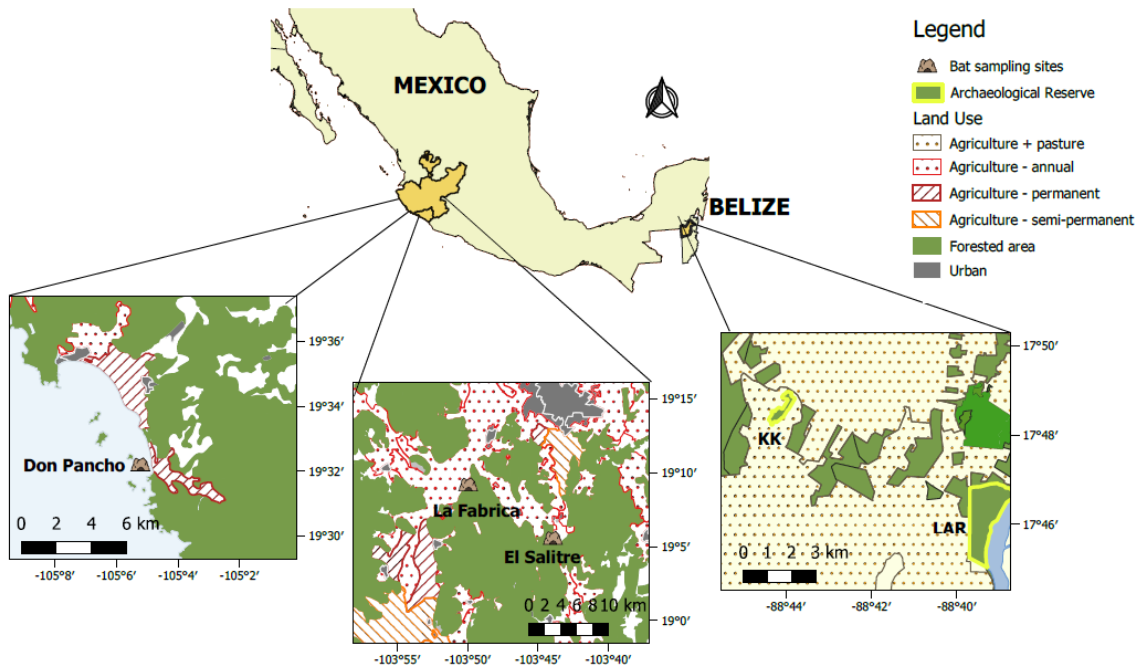 Legend
Bat sampling sites
Archaeological Reserve
Land Use
Agriculture + pasture
Agriculture - annual
Agriculture - permanent
Agriculture - semi-permanent
Forested area
Urban
MEXICO
BELIZE
Don Pancho
0 2 4 6 km
19°36'
19°34'
19°32'
19°30'
-105°8' -105°6' -105°4' -105°2'
La Fabrica
El Salitre
0 2 4 6 8 10 km
19°15'
19°10'
19°5'
19°0'
-103°55' -103°50' -103°45' -103°40'
KK
LAR
0 1 2 3 km
17°50'
17°48'
17°46'
-88°44' -88°42' -88°40'